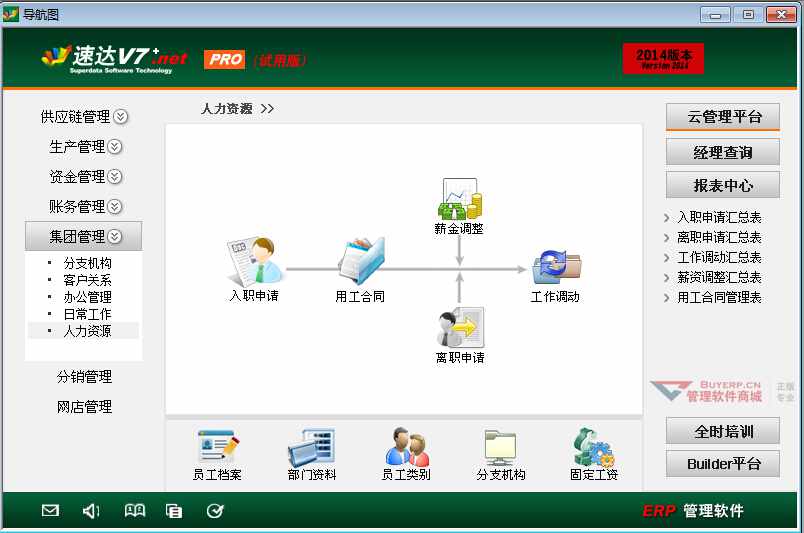 导航图
速达V7+.net
Superdata Software Technology
PRO (试用版)
2014版本
Version 2014
供应链管理
生产管理
资金管理
账务管理
集团管理
分支机构
客户关系
办公管理
日常工作
人力资源
分销管理
网店管理
人力资源 >>
薪金调整
入职申请
用工合同
工作调动
离职申请
员工档案
部门资料
员工类别
分支机构
固定工资
云管理平台
经理查询
报表中心
入职申请汇总表
离职申请汇总表
工作调动汇总表
薪资调整汇总表
用工合同管理表
BUYERP.CN
管理软件商城
正版
专业
全时培训
Builder平台
ERP 管理软件